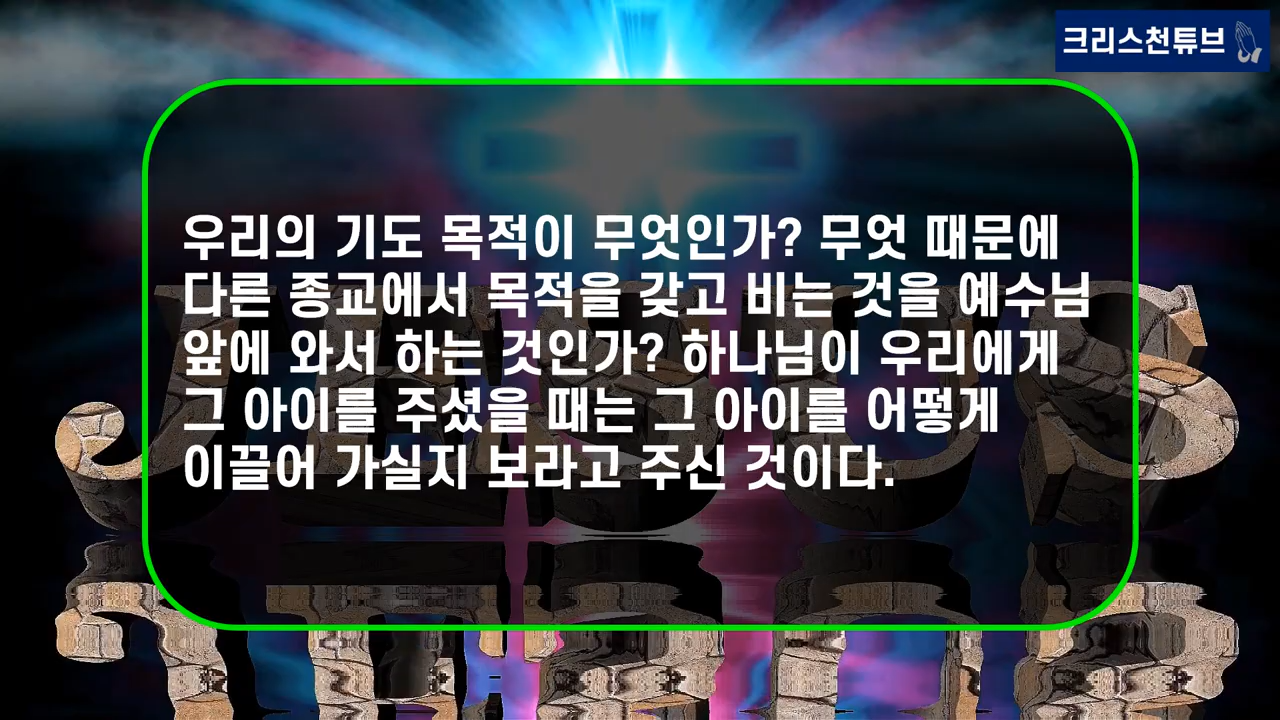 크리스천튜브
우리의 기도 목적이 무엇인가? 무엇 때문에
다른 종교에서 목적을 갖고 비는 것을 예수님
앞에 와서 하는 것인가? 하나님이 우리에게
그 아이를 주셨을 때는 그 아이를 어떻게
이끌어 가실지 보라고 주신 것이다.
JESUS